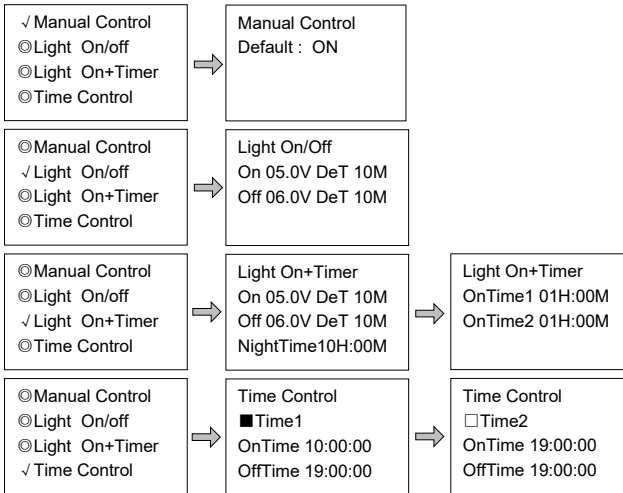 √Manual Control
◎Light On/off
◎Light On+Timer
◎Time Control
Manual Control
Default : ON
◎Manual Control
√Light On/off
◎Light On+Timer
◎Time Control
Light On/Off
On 05.0V DeT 10M
Off 06.0V DeT 10M
◎Manual Control
◎Light On/off
√Light On+Timer
◎Time Control
Light On+Timer
On 05.0V DeT 10M
Off 06.0V DeT 10M
NightTime10H:00M
Light On+Timer
OnTime1 01H:00M
OnTime2 01H:00M
◎Manual Control
◎Light On/off
◎Light On+Timer
√Time Control
Time Control
■Time1
OnTime 10:00:00
OffTime 19:00:00
Time Control
□Time2
OnTime 19:00:00
OffTime 19:00:00